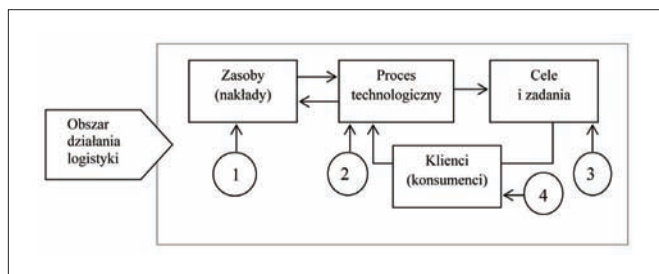 Zasoby
(nakłady)
Proces
technologiczny
Cele
i zadania
Obszar
działania
logistyki
Klienci
(konsumenci)
1
2
3
4